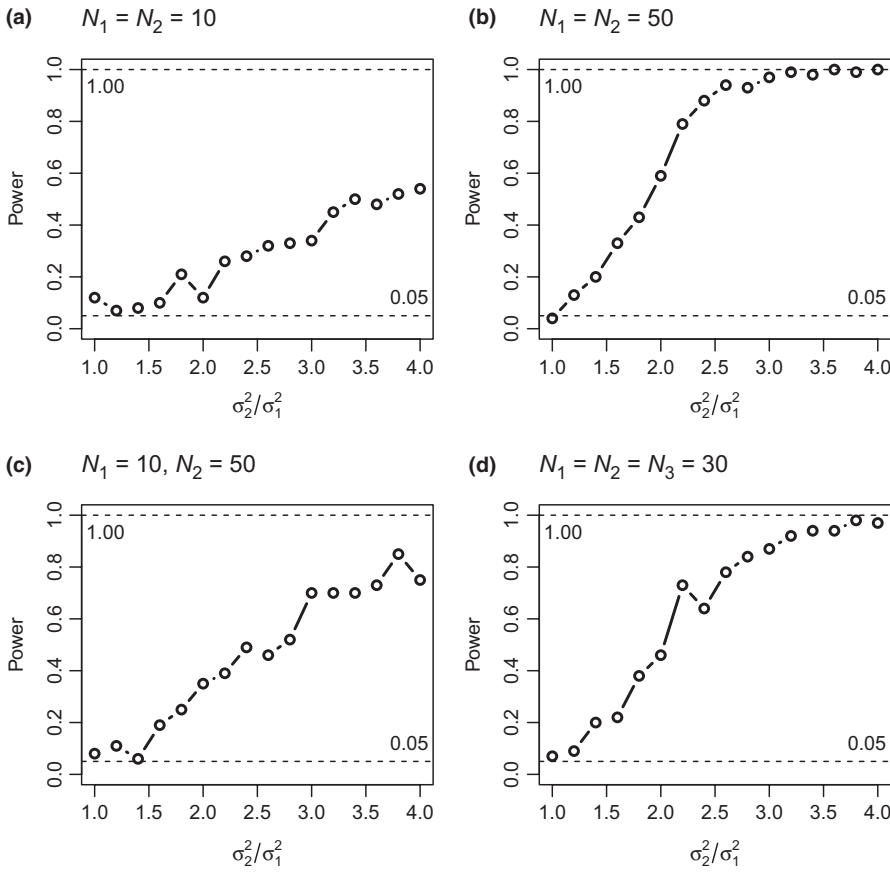 (a) N1 = N2 = 10
1.00
0.05
Power
0.0 0.2 0.4 0.6 0.8 1.0
1.0 1.5 2.0 2.5 3.0 3.5 4.0
σ₂²/σ₁²
(b) N1 = N2 = 50
1.00
0.05
Power
0.0 0.2 0.4 0.6 0.8 1.0
1.0 1.5 2.0 2.5 3.0 3.5 4.0
σ₂²/σ₁²
(c) N1 = 10, N2 = 50
1.00
0.05
Power
0.0 0.2 0.4 0.6 0.8 1.0
1.0 1.5 2.0 2.5 3.0 3.5 4.0
σ₂²/σ₁²
(d) N1 = N2 = N3 = 30
1.00
0.05
Power
0.0 0.2 0.4 0.6 0.8 1.0
1.0 1.5 2.0 2.5 3.0 3.5 4.0
σ₂²/σ₁²